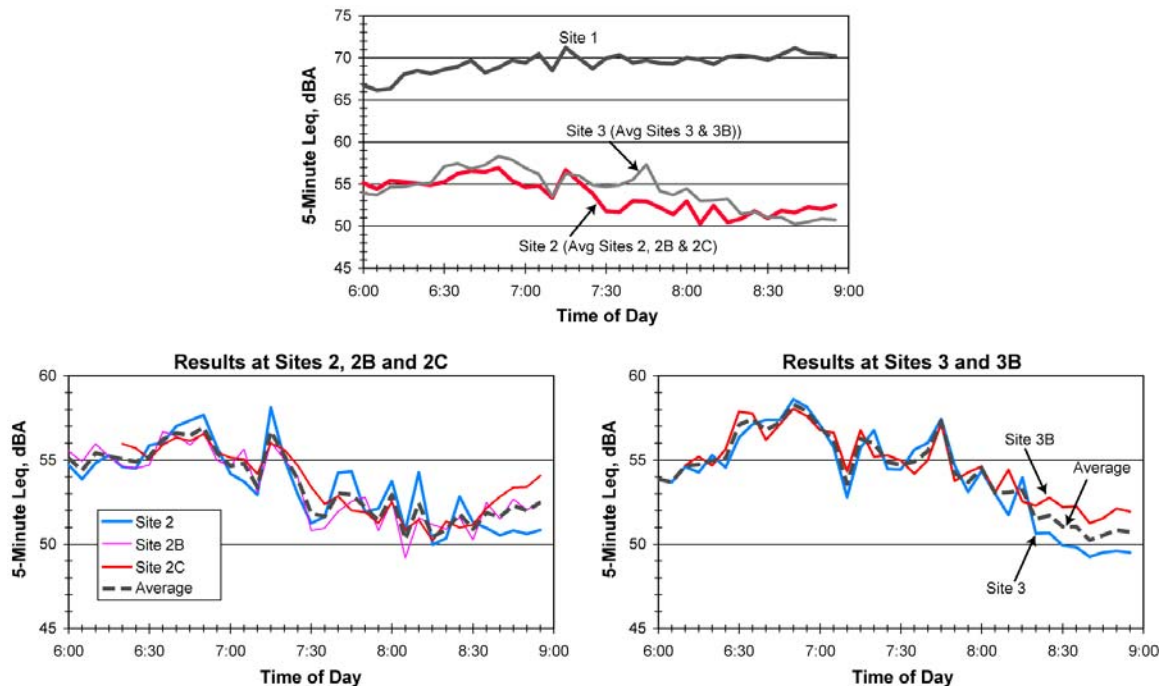 75
70
65
60
55
50
45
5-Minute Leq, dBA
Site 1
Site 3 (Avg Sites 3 & 3B))
Site 2 (Avg Sites 2, 2B & 2C)
6:00 6:30 7:00 7:30 8:00 8:30 9:00
Time of Day
Results at Sites 2, 2B and 2C
60
55
50
45
5-Minute Leq, dBA
Site 2
Site 2B
Site 2C
Average
6:00 6:30 7:00 7:30 8:00 8:30 9:00
Time of Day
Results at Sites 3 and 3B
60
55
50
45
5-Minute Leq, dBA
Site 3B
Average
Site 3
6:00 6:30 7:00 7:30 8:00 8:30 9:00
Time of Day